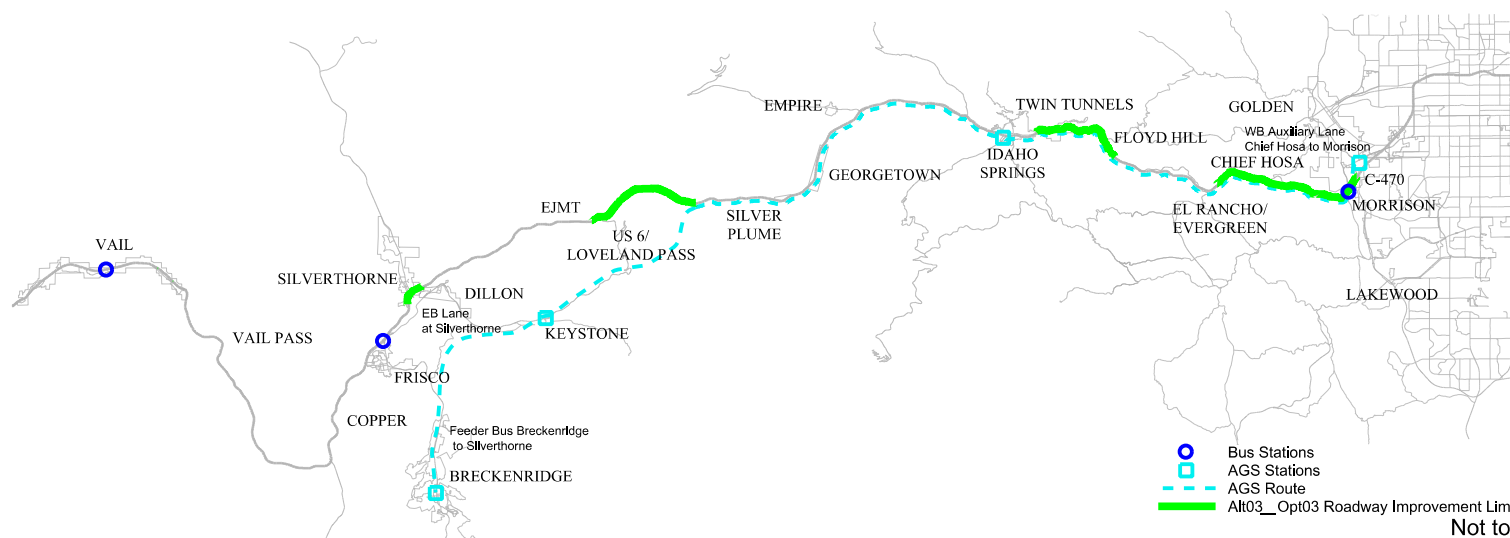 TWIN TUNNELS
GOLDEN
EMPIRE
WB Auxiliary Lane
Chief Hosa to Morrison
FLOYD HILL
IDAHO
SPRINGS
CHIEF HOSA
GEORGETOWN
C-470
MORRISON
EL RANCHO/
EVERGREEN
EJMT
SILVER
PLUME
US 6/
LOVELAND PASS
VAIL
SILVERTHORNE
DILLON
LAKEWOOD
EB Lane
at Silverthorne
VAIL PASS
KEYSTONE
FRISCO
COPPER
Feeder Bus Breckenridge
to Silverthorne
BRECKENRIDGE
Bus Stations
AGS Stations
AGS Route
Alt03__Opt03 Roadway Improvement Lim
Not to